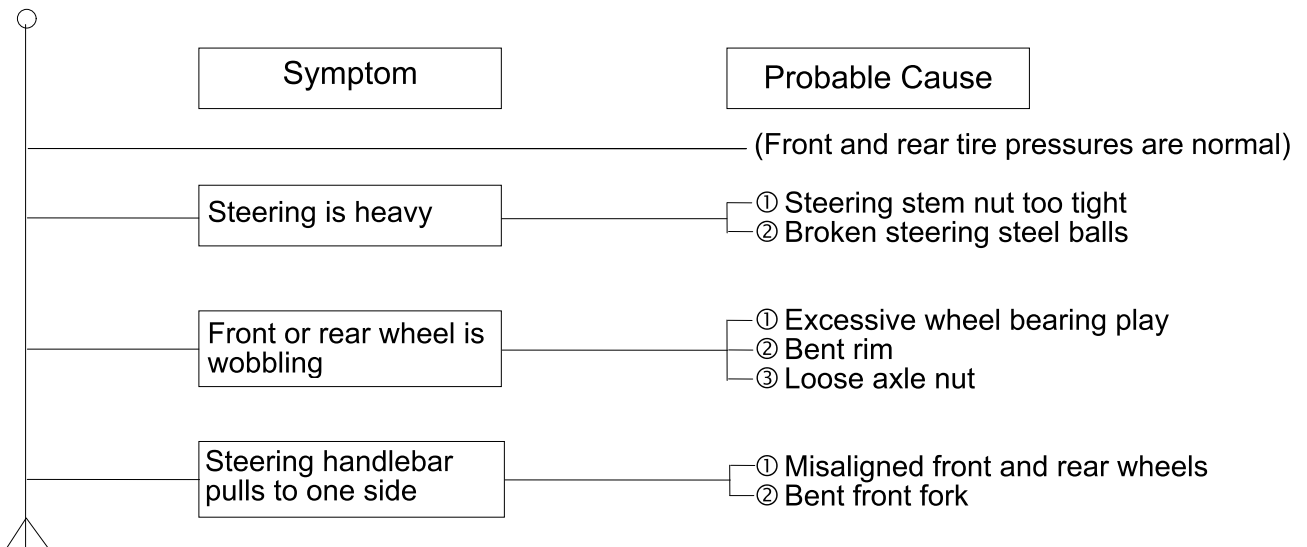 Symptom
Probable Cause
(Front and rear tire pressures are normal)
Steering is heavy
① Steering stem nut too tight
② Broken steering steel balls
Front or rear wheel is
wobbling
① Excessive wheel bearing play
② Bent rim
③ Loose axle nut
Steering handlebar
pulls to one side
① Misaligned front and rear wheels
② Bent front fork